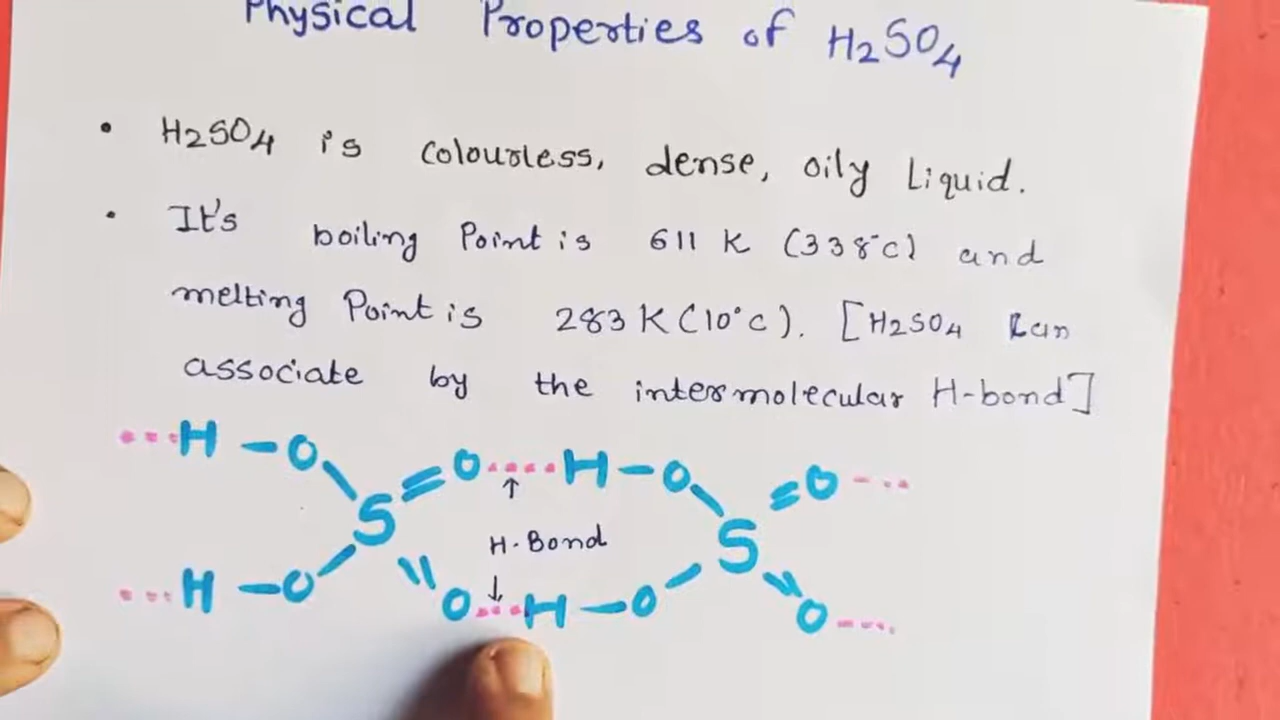 Physical Properties of H2SO4
• H2SO4 is colourless, dense, oily Liquid.
• It's boiling Point is 611 K (338°C) and
melting Point is 283 K (10°C). [H2SO4 Can
associate by the intermolecular H-bond]
H - O O H - O O
S S
H-Bond
H - O O H - O O